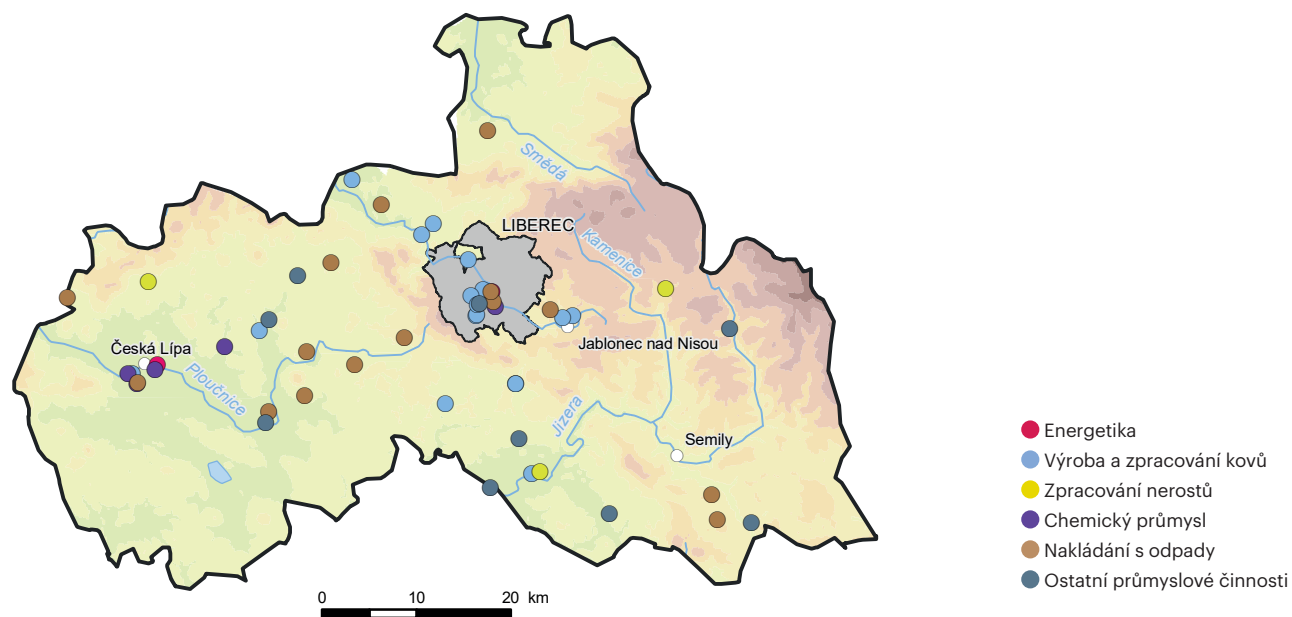 Smědá
LIBEREC
Kamenice
Jablonec nad Nisou
Česká Lípa
Ploučnice
Jizera
Semily
Energetika
Výroba a zpracování kovů
Zpracování nerostů
Chemický průmysl
Nakládání s odpady
Ostatní průmyslové činnosti
0 10 20 km